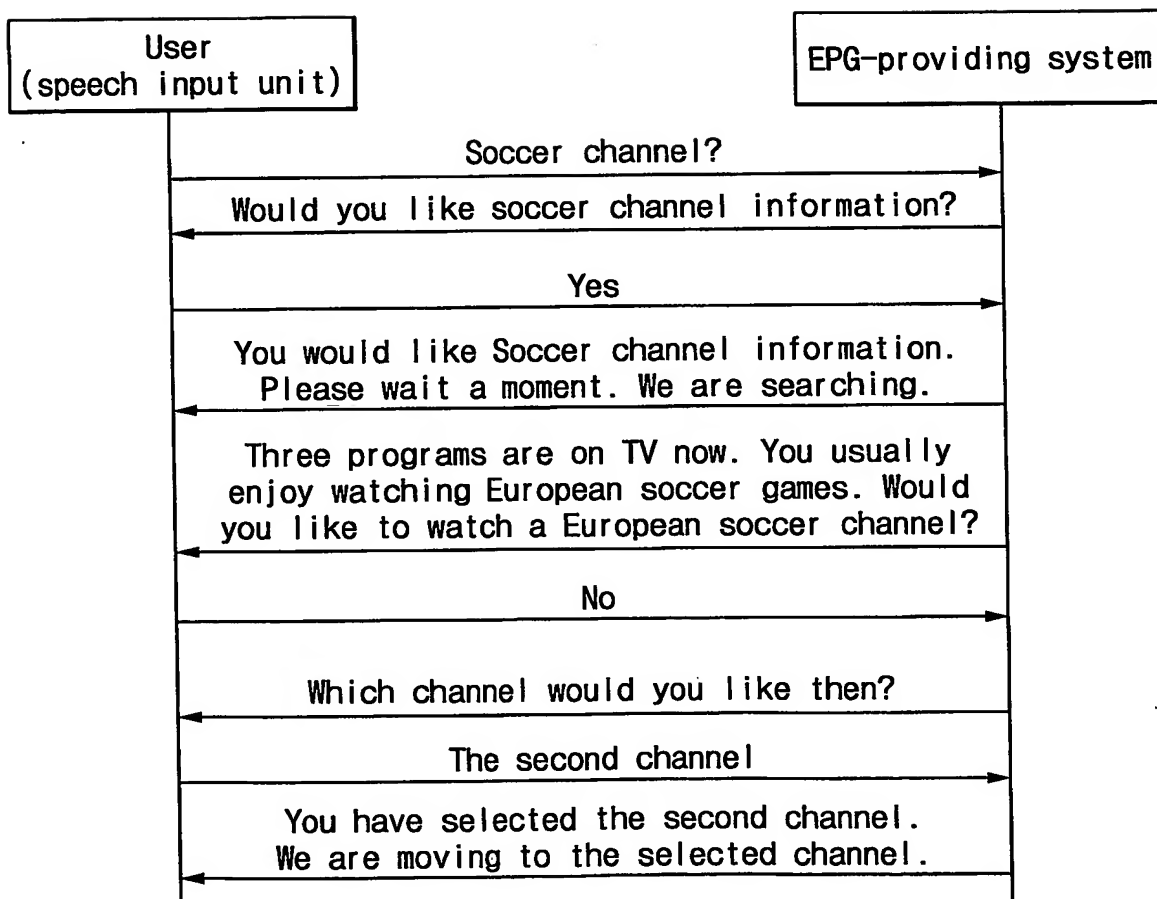 User
(speech input unit)
EPG-providing system
Soccer channel?
Would you like soccer channel information?
Yes
You would like Soccer channel information.
Please wait a moment. We are searching.
Three programs are on TV now. You usually
enjoy watching European soccer games. Would
you like to watch a European soccer channel?
No
Which channel would you like then?
The second channel
You have selected the second channel.
We are moving to the selected channel.